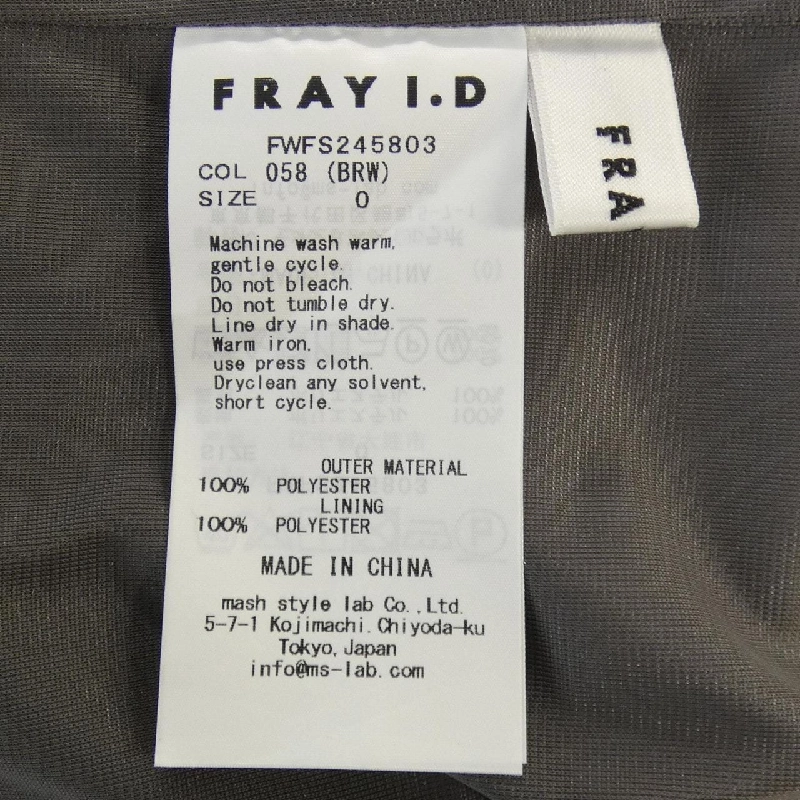 FRAY I.D
FWFS245803
COL 058 (BRW)
SIZE 0
Machine wash warm.
gentle cycle.
Do not bleach.
Do not tumble dry.
Line dry in shade.
Warm iron.
use press cloth.
Dryclean any solvent,
short cycle.
OUTER MATERIAL
100% POLYESTER
LINING
100% POLYESTER
MADE IN CHINA
mash style lab Co.,Ltd.
5-7-1 Kojimachi.Chiyoda-ku
Tokyo,Japan
info@ms-lab.com
FRA